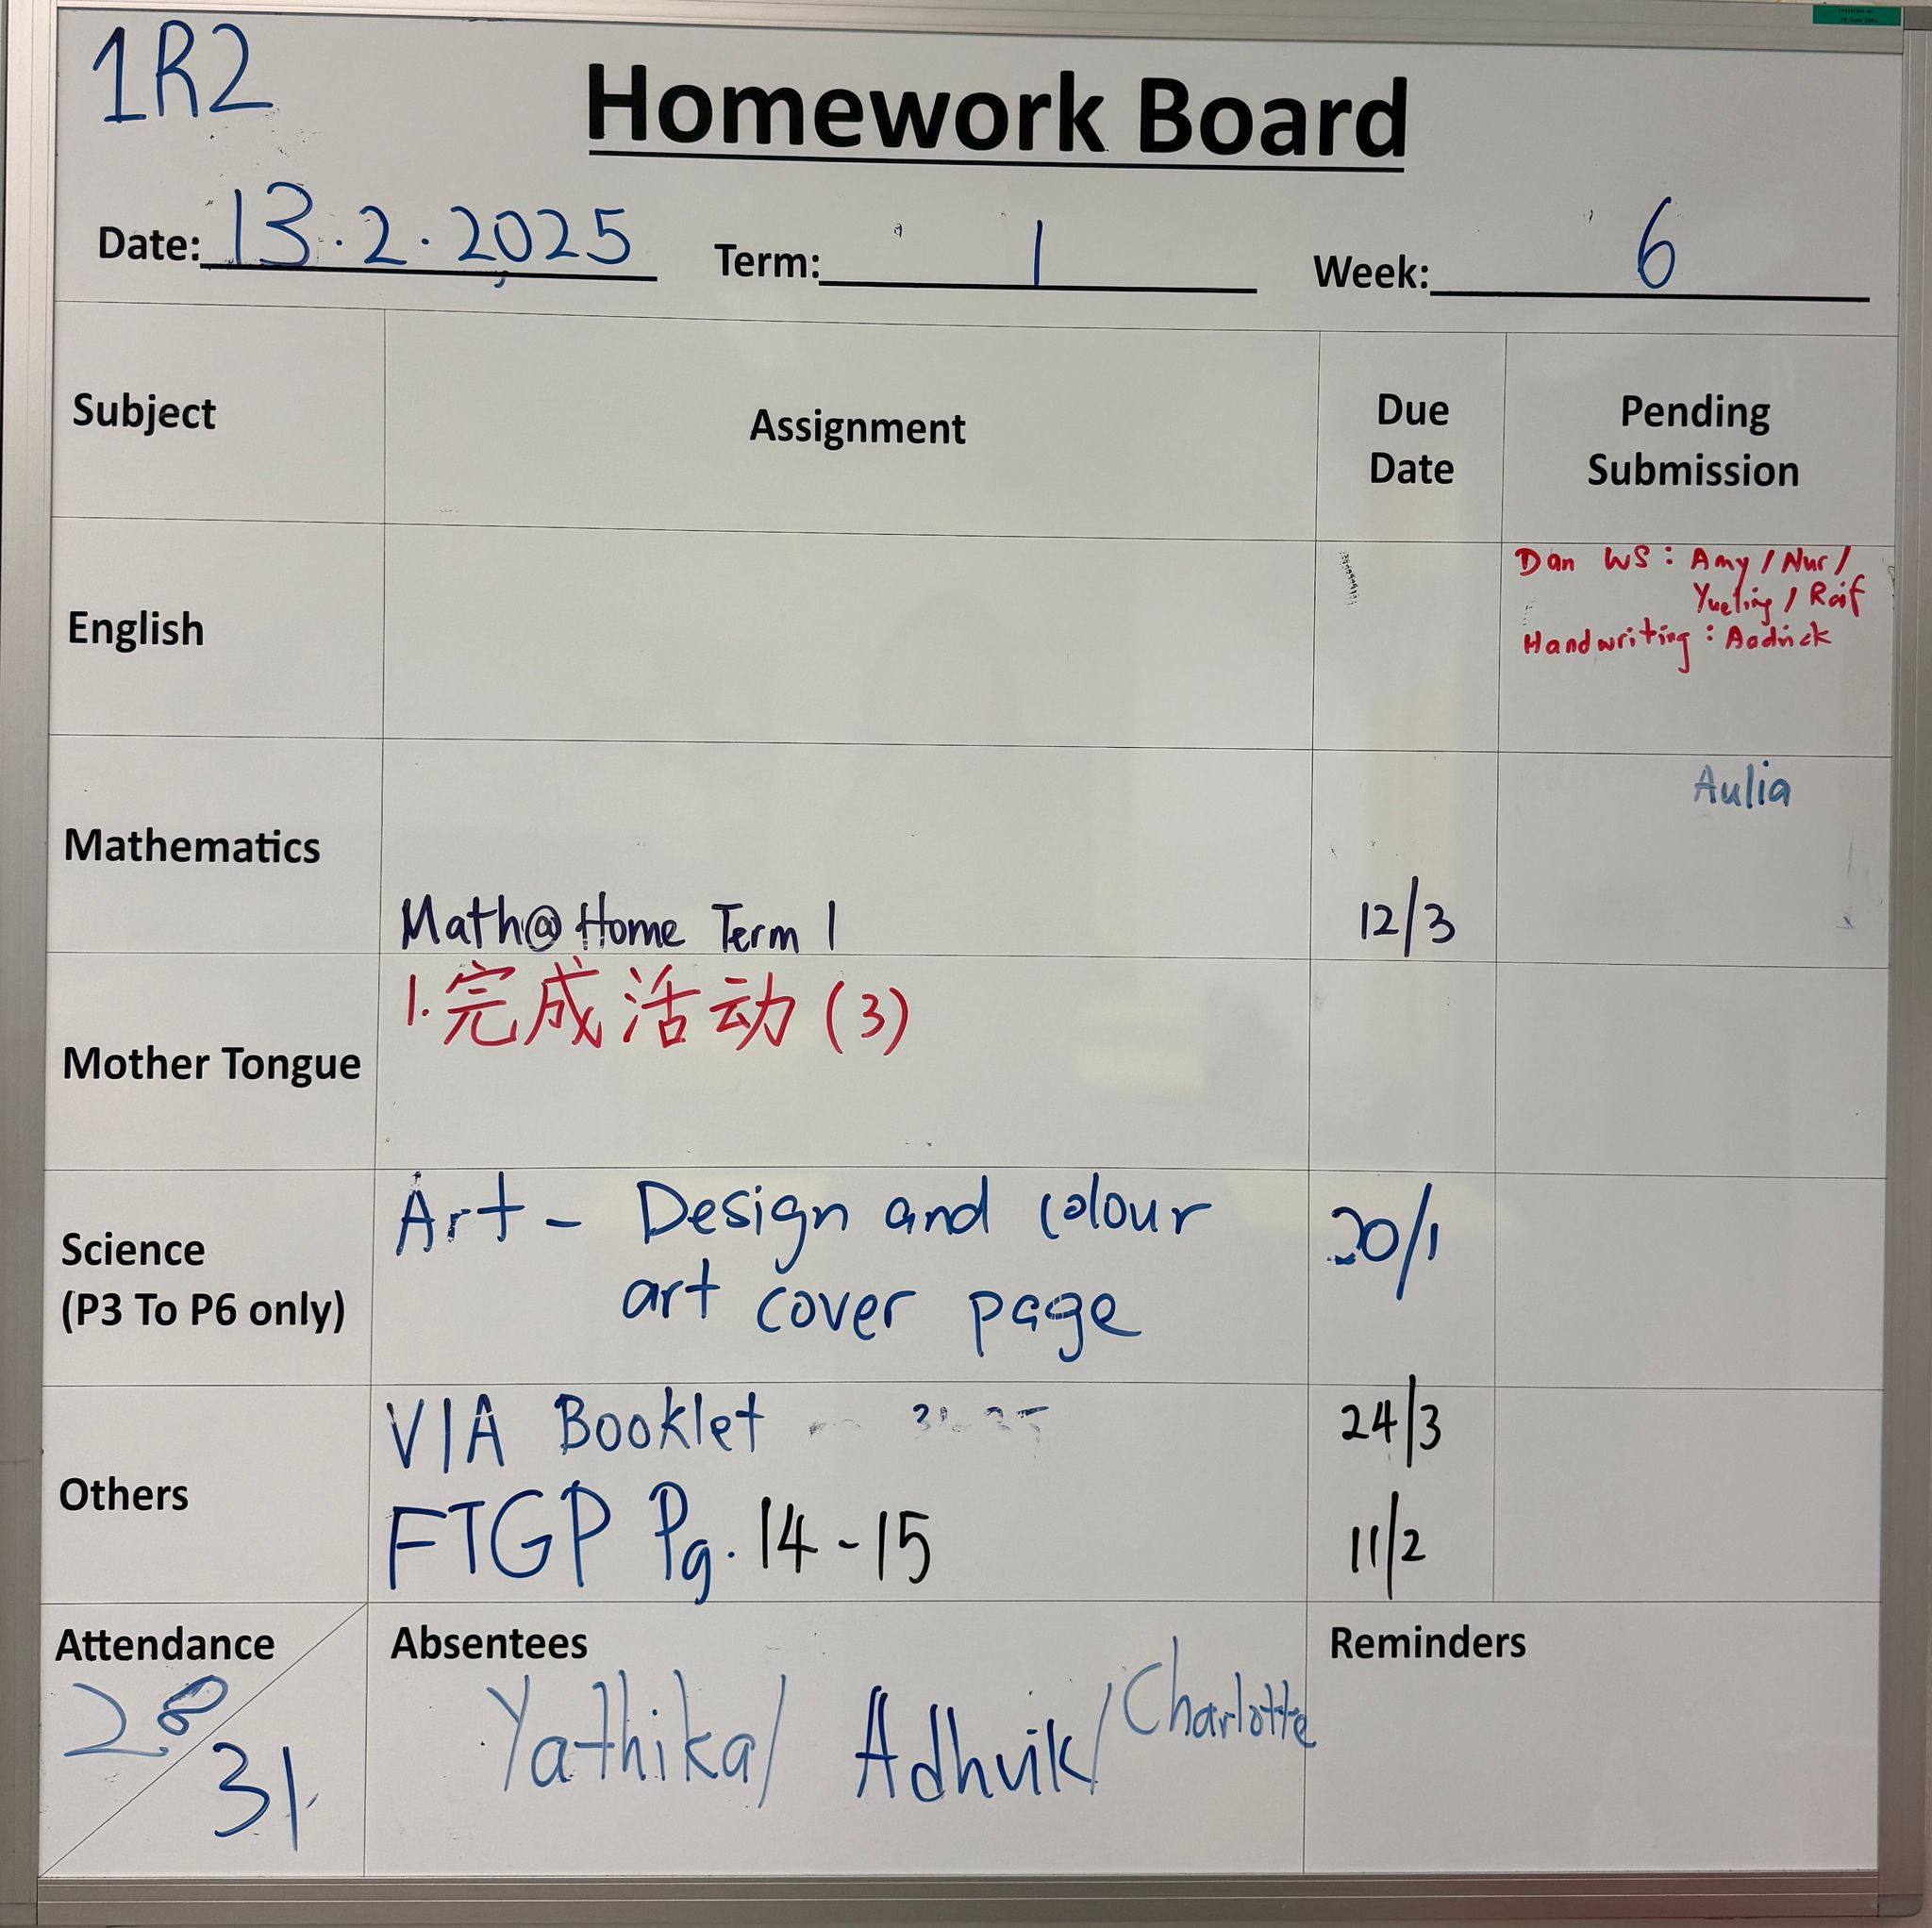 1R2
Homework Board
Date: 13.2.2025 Term: 1 Week: 6
Subject Assignment Due Date Pending Submission
English
Dan WS: Amy / Nur /
Yueling / Raif
Handwriting: Aadrick
Mathematics
Aulia
Math@Home Term 1 12/3
Mother Tongue
1. 完成活动 (3)
Science
(P3 To P6 only)
Art - Design and colour 20/1
art cover page
Others
VIA Booklet 24/3
FTGP Pg. 14-15 11/2
Attendance Absentees Reminders
28/31 Yathika/ Adhvik/ Charlotte